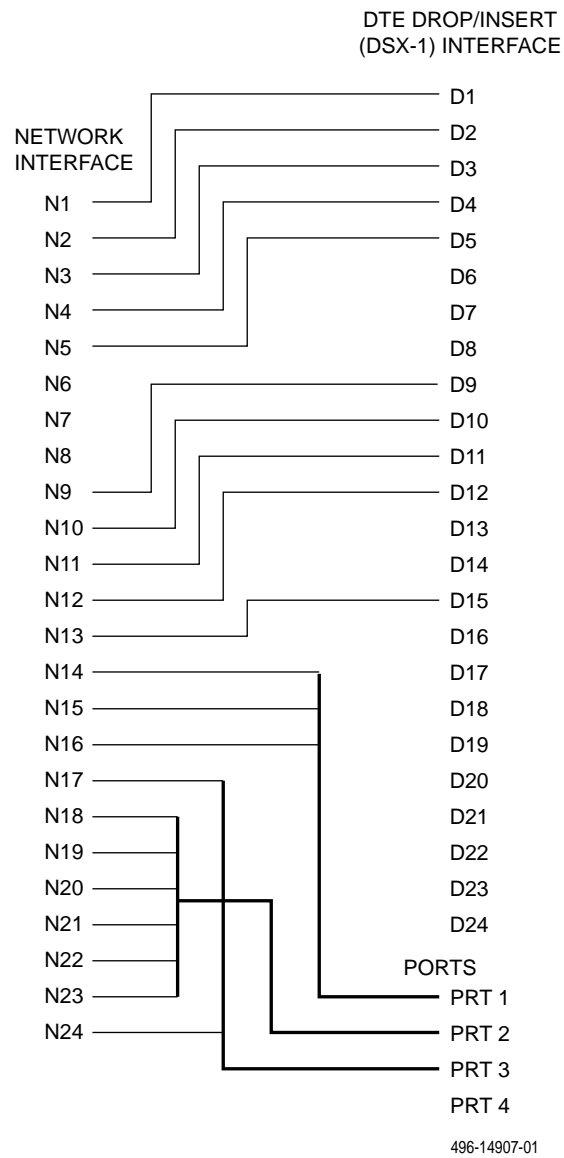 DTE DROP/INSERT
(DSX-1) INTERFACE
NETWORK
INTERFACE
N1
N2
N3
N4
N5
N6
N7
N8
N9
N10
N11
N12
N13
N14
N15
N16
N17
N18
N19
N20
N21
N22
N23
N24
D1
D2
D3
D4
D5
D6
D7
D8
D9
D10
D11
D12
D13
D14
D15
D16
D17
D18
D19
D20
D21
D22
D23
D24
PORTS
PRT 1
PRT 2
PRT 3
PRT 4
496-14907-01